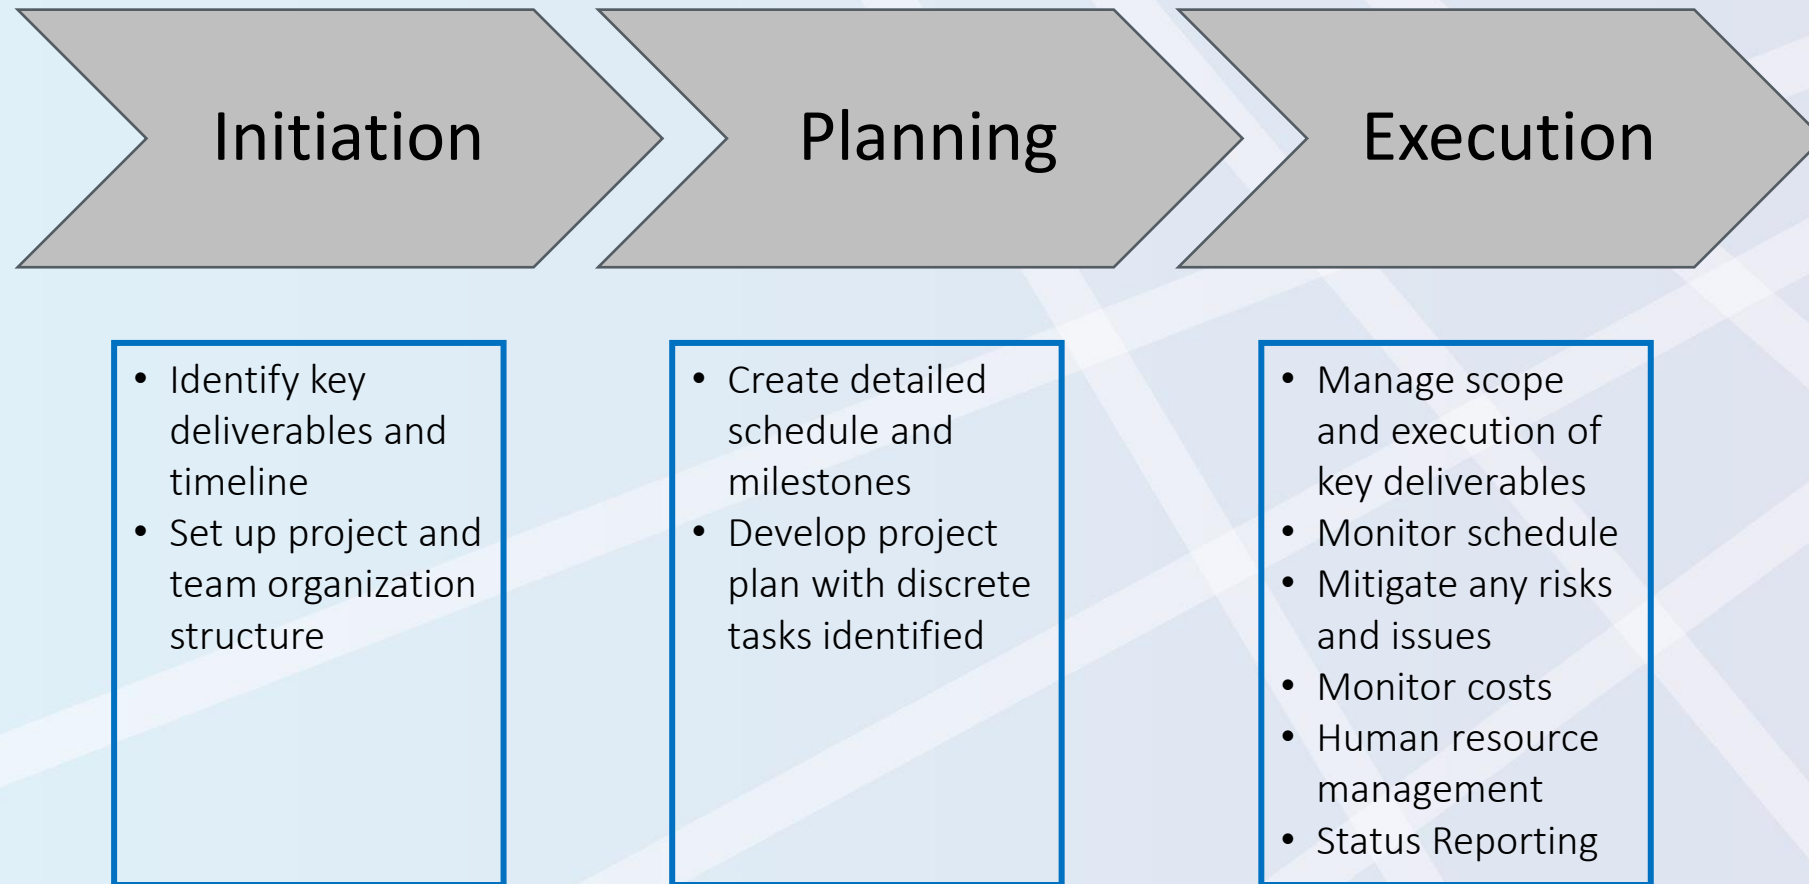 Initiation
Planning
Execution
• Identify key
deliverables and
timeline
• Set up project and
team organization
structure
• Create detailed
schedule and
milestones
• Develop project
plan with discrete
tasks identified
• Manage scope
and execution of
key deliverables
• Monitor schedule
• Mitigate any risks
and issues
• Monitor costs
• Human resource
management
• Status Reporting